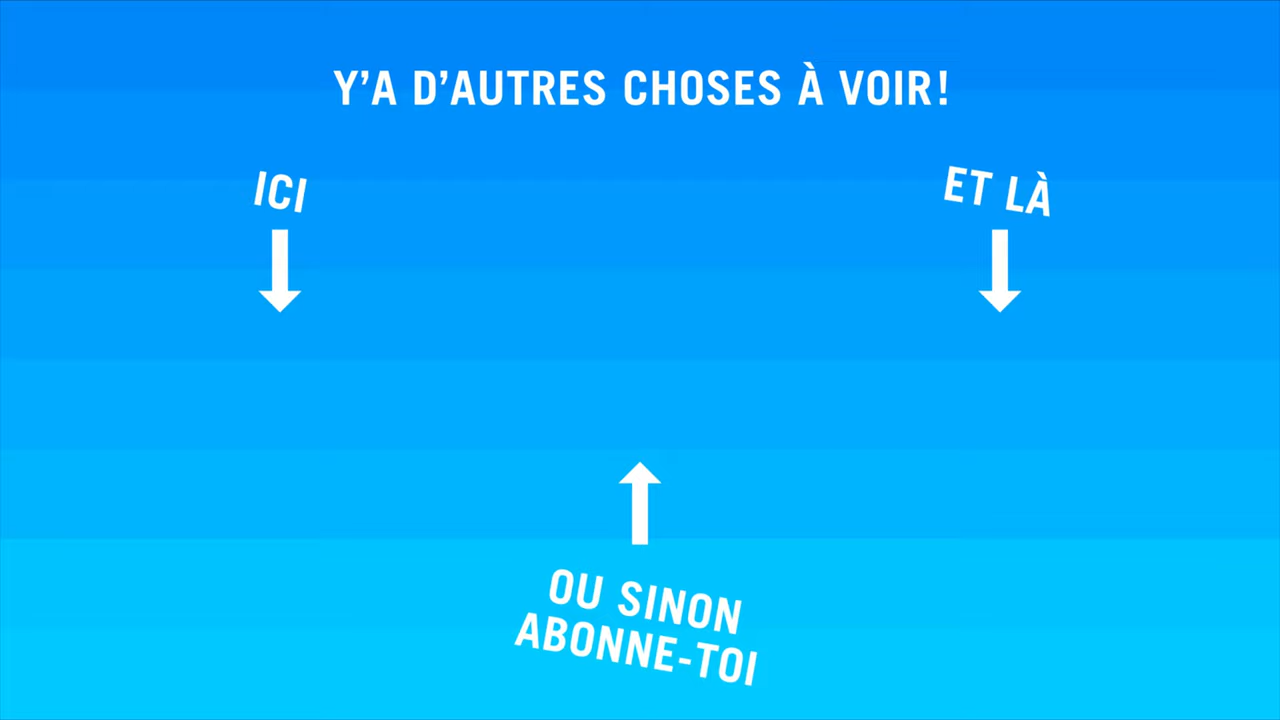 Y'A D'AUTRES CHOSES À VOIR!
ICI
ET LÀ
OU SINON
ABONNE-TOI